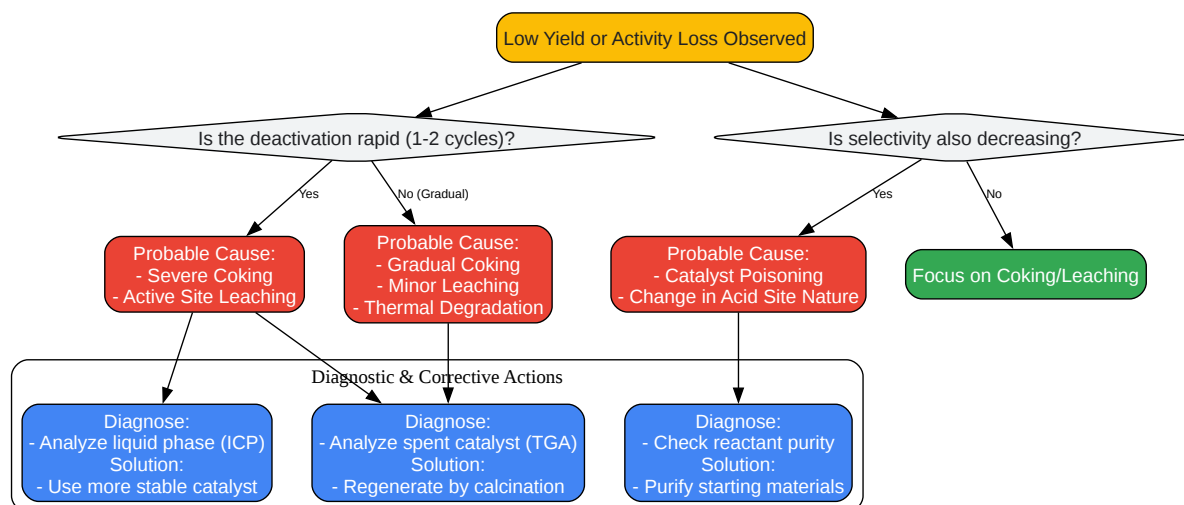 Low Yield or Activity Loss Observed
Is the deactivation rapid (1-2 cycles)?
Is selectivity also decreasing?
Yes
No (Gradual)
Yes
No
Probable Cause:
- Severe Coking
- Active Site Leaching
Probable Cause:
- Gradual Coking
- Minor Leaching
- Thermal Degradation
Probable Cause:
- Catalyst Poisoning
- Change in Acid Site Nature
Focus on Coking/Leaching
Diagnostic & Corrective Actions
Diagnose:
- Analyze liquid phase (ICP)
Solution:
- Use more stable catalyst
Diagnose:
- Analyze spent catalyst (TGA)
Solution:
- Regenerate by calcination
Diagnose:
- Check reactant purity
Solution:
- Purify starting materials